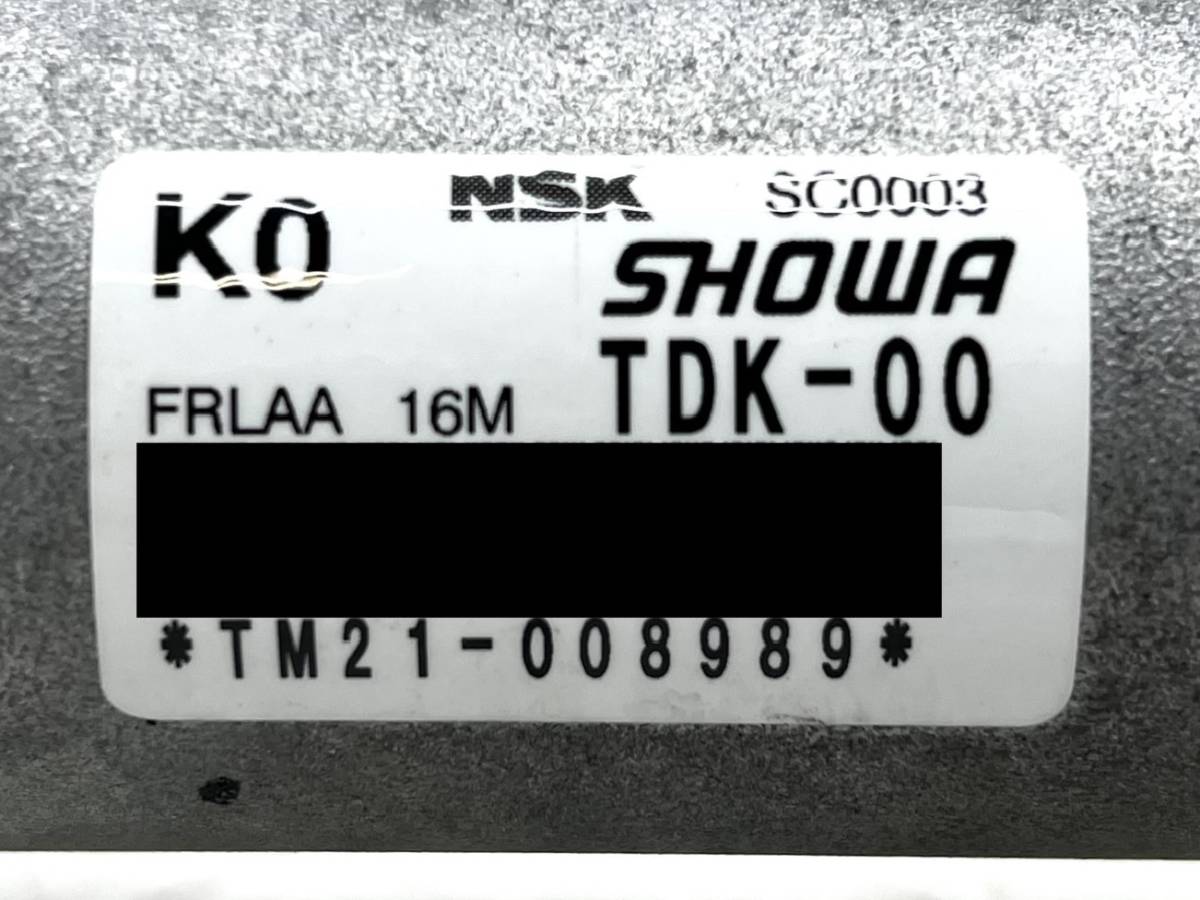 K0 NSK SC0003
SHOWA
FRLAA 16M TDK-00
*TM21-008989*